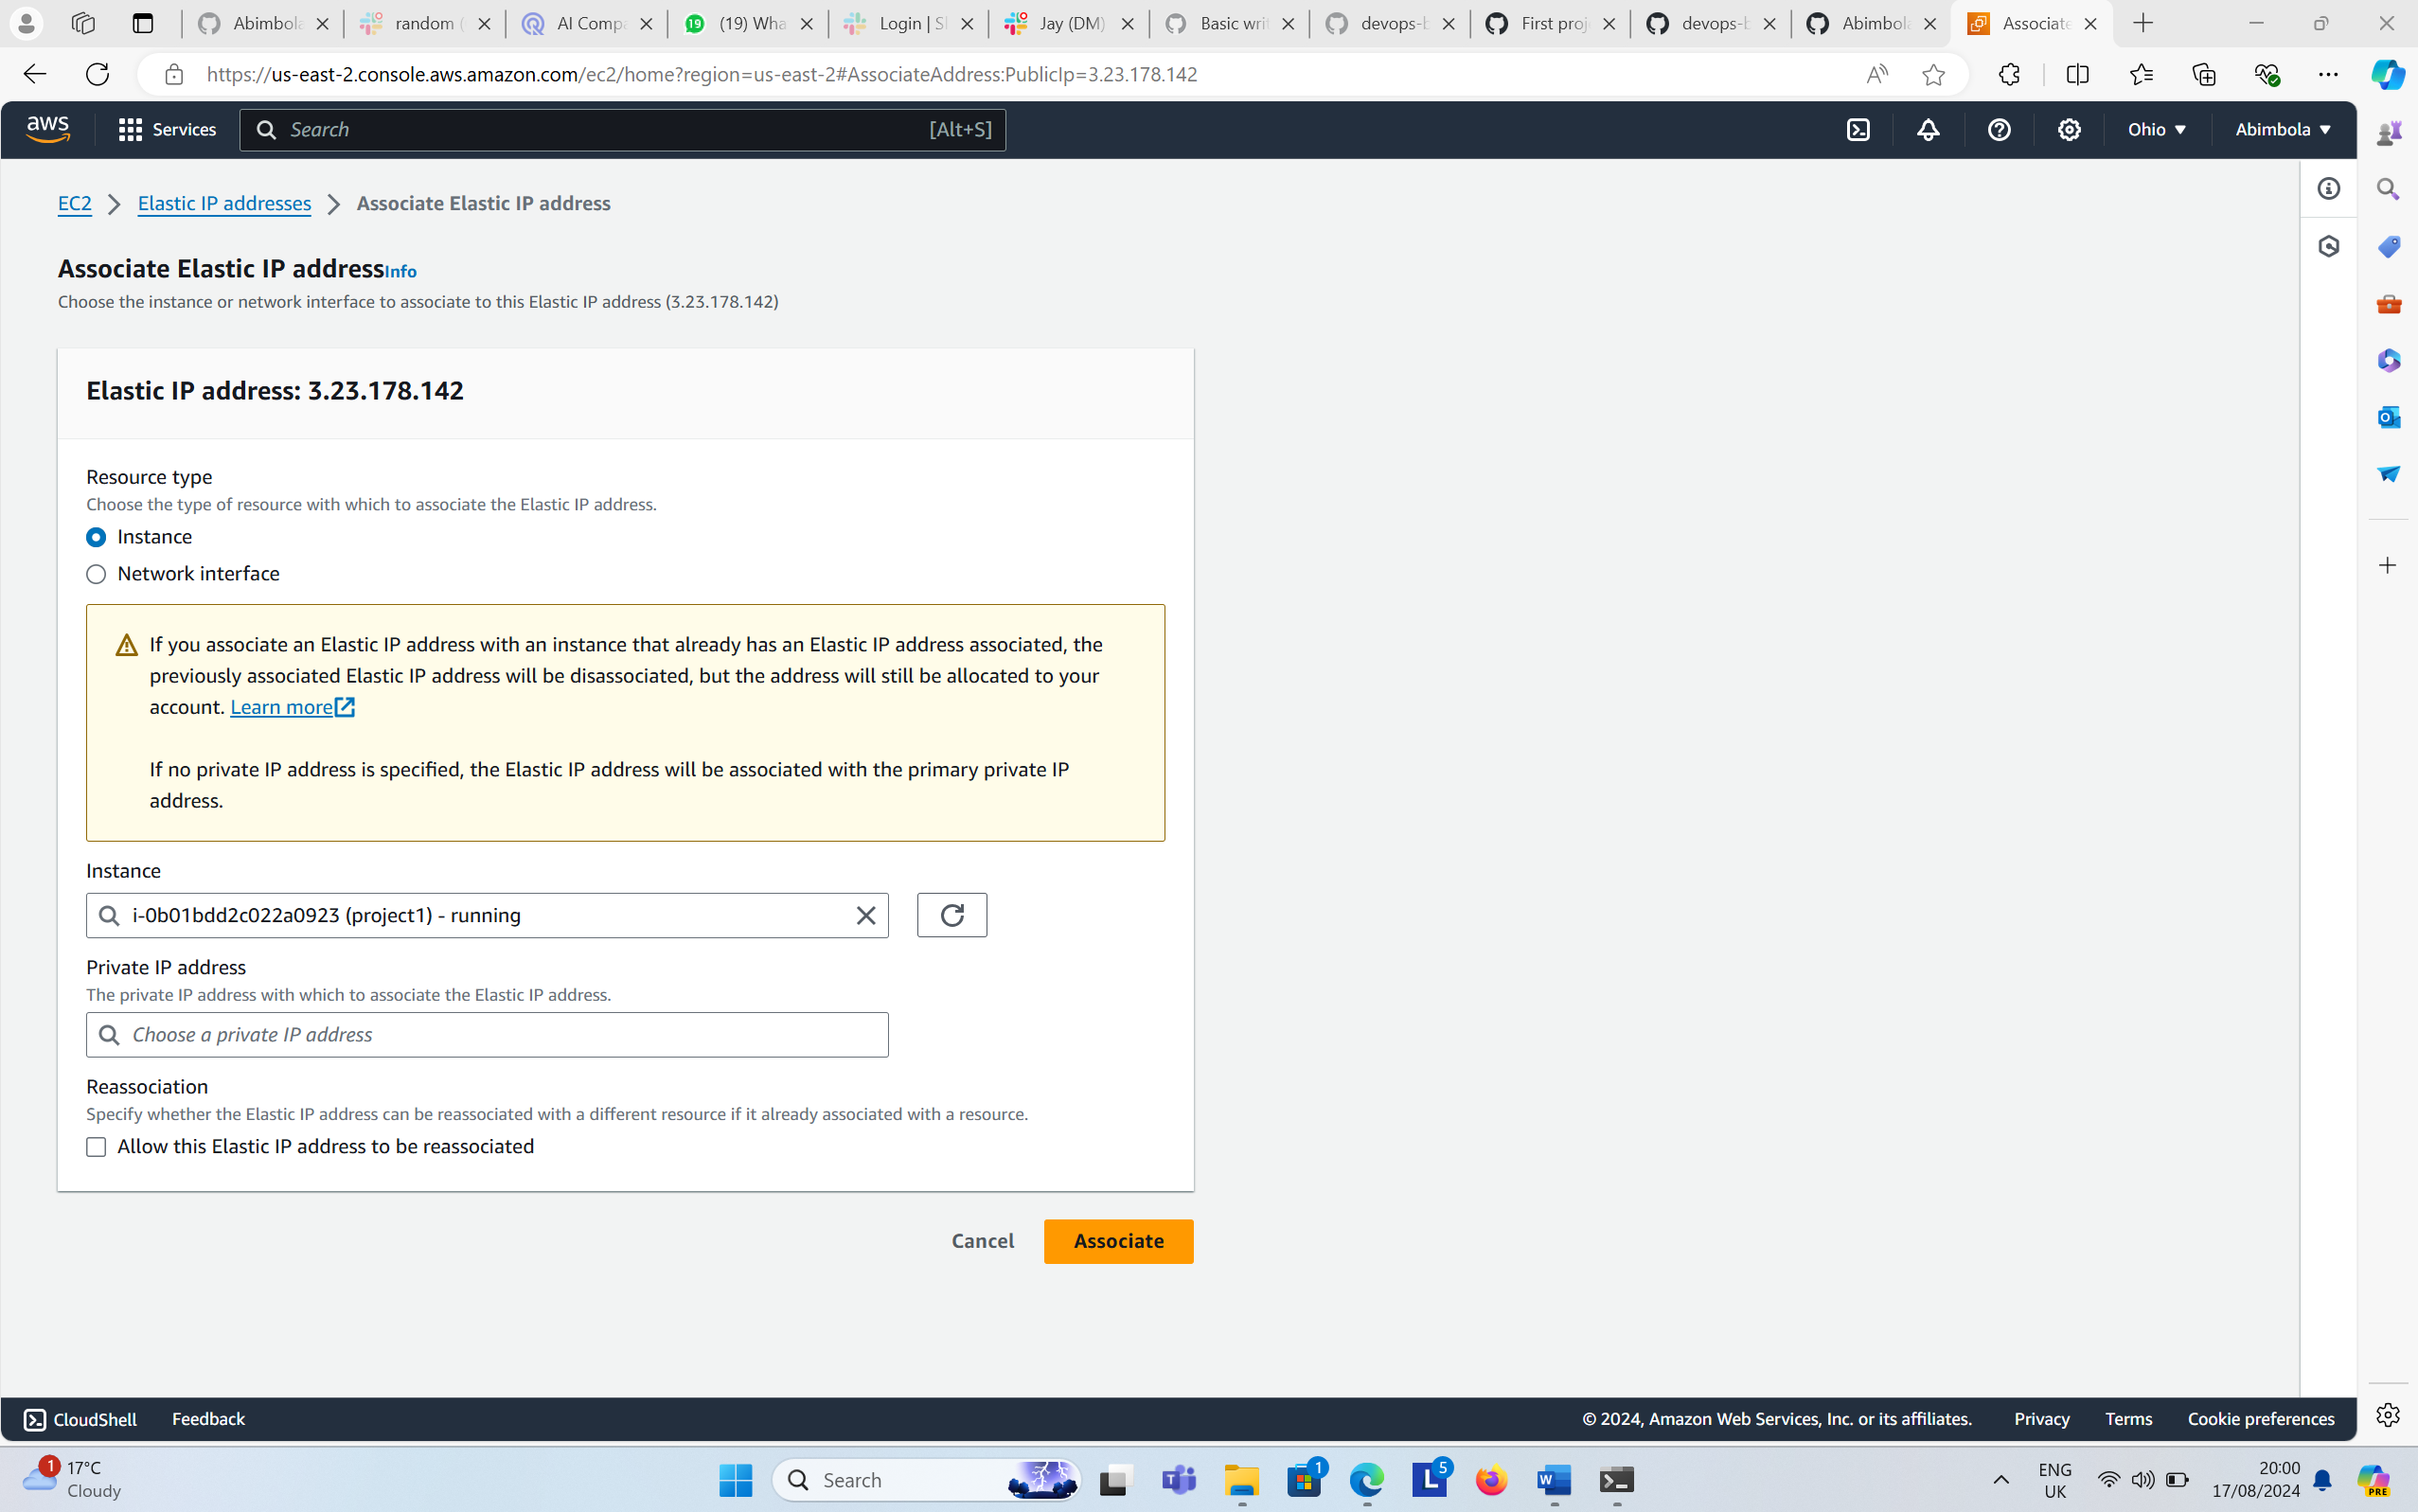 Abimbola
random (
AI Compa
19
(19) Wha
Login | Sl
Jay (DM)
Basic writ
devops-b
First proj
devops-b
Abimbola
Associate
https://us-east-2.console.aws.amazon.com/ec2/home?region=us-east-2#AssociateAddress:PublicIp=3.23.178.142
aws
Services
Search
[Alt+S]
Ohio
Abimbola
EC2
Elastic IP addresses
Associate Elastic IP address
Associate Elastic IP address Info
Choose the instance or network interface to associate to this Elastic IP address (3.23.178.142)
Elastic IP address: 3.23.178.142
Resource type
Choose the type of resource with which to associate the Elastic IP address.
Instance
Network interface
If you associate an Elastic IP address with an instance that already has an Elastic IP address associated, the
previously associated Elastic IP address will be disassociated, but the address will still be allocated to your
account. Learn more
If no private IP address is specified, the Elastic IP address will be associated with the primary private IP
address.
Instance
i-0b01bdd2c022a0923 (project1) - running
Private IP address
The private IP address with which to associate the Elastic IP address.
Choose a private IP address
Reassociation
Specify whether the Elastic IP address can be reassociated with a different resource if it already associated with a resource.
Allow this Elastic IP address to be reassociated
Cancel
Associate
CloudShell
Feedback
© 2024, Amazon Web Services, Inc. or its affiliates.
Privacy
Terms
Cookie preferences
1
17°C
Cloudy
Search
1
5
ENG
UK
20:00
17/08/2024
PRE